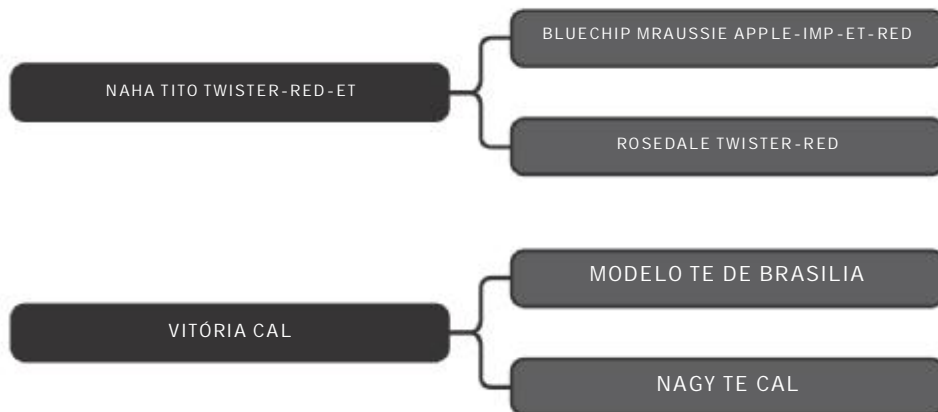 BLUECHIP MRAUSSIE APPLE-IMP-ET-RED
NAHA TITO TWISTER-RED-ET
ROSEDALE TWISTER-RED
MODELO TE DE BRASILIA
VITÓRIA CAL
NAGY TE CAL